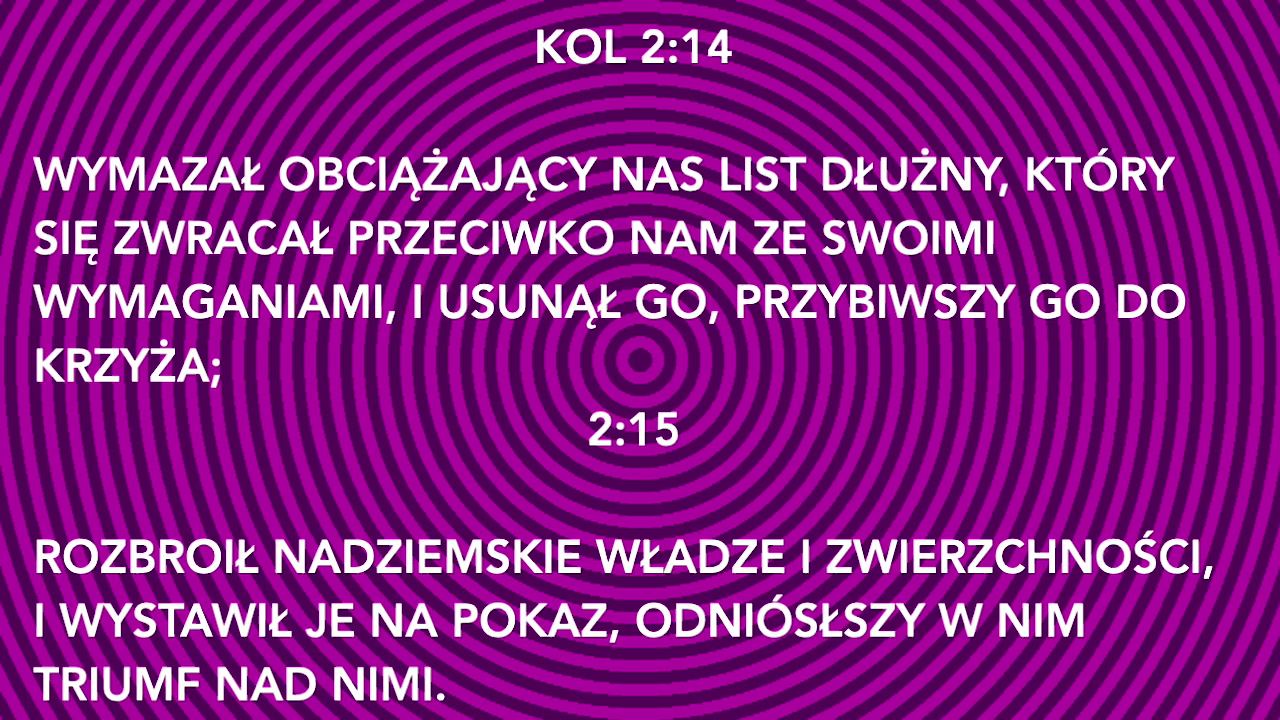 KOL 2:14
WYMAZAŁ OBCIĄŻAJĄCY NAS LIST DŁUŻNY, KTÓRY
SIĘ ZWRACAŁ PRZECIWKO NAM ZE SWOIMI
WYMAGANIAMI, I USUNĄŁ GO, PRZYBIWSZY GO DO
KRZYŻA;
2:15
ROZBROIŁ NADZIEMSKIE WŁADZE I ZWIERZCHNOŚCI,
I WYSTAWIŁ JE NA POKAZ, ODNIÓSŁSZY W NIM
TRIUMF NAD NIMI.